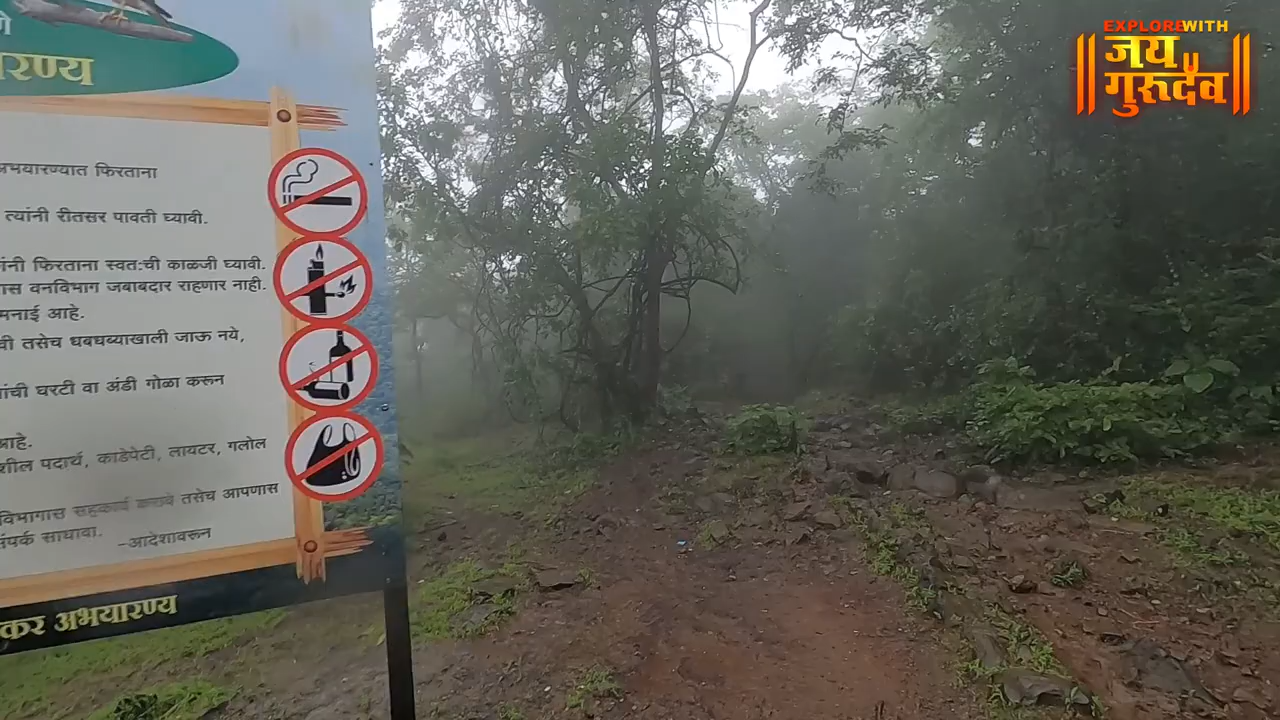 EXPLORE WITH
जय
॥ गुरूदेव ॥
रण्य
अभयारण्यात फिरताना
त्यांनी रीतसर पावती घ्यावी.
फिरताना स्वत:ची काळजी घ्यावी.
वनविभाग जबाबदार राहणार नाही.
मनाई आहे.
तसेच धबधब्याखाली जाऊ नये,
घरटी वा अंडी गोळा करून
आहे.
पदार्थ, काडेपेटी, लायटर, गलोल
विभागास सहकार्य करावे तसेच आपणास
संपर्क साधावा. -आदेशावरून
कर अभयारण्य